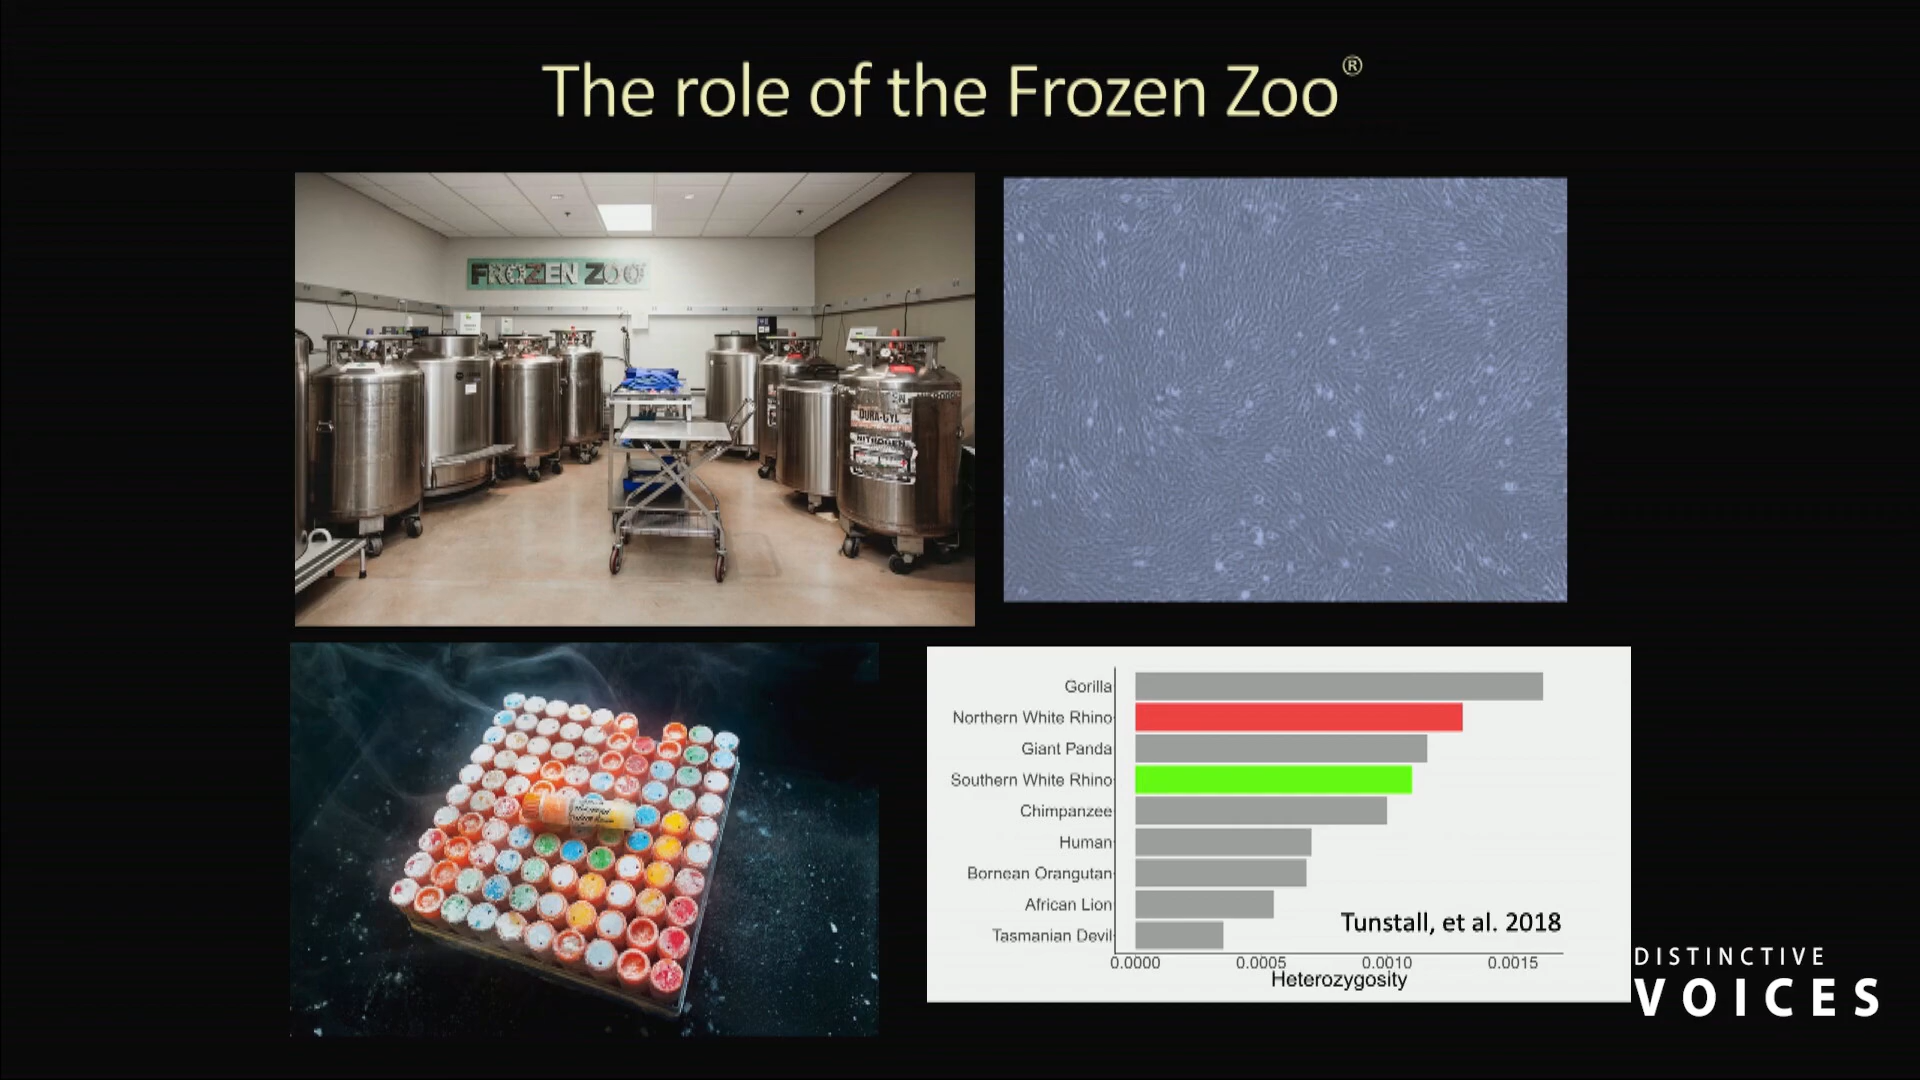 The role of the Frozen Zoo®
FROZEN ZOO
DURA-CYL
NITROGEN
Gorilla
Northern White Rhino
Giant Panda
Southern White Rhino
Chimpanzee
Human
Bornean Orangutan
African Lion
Tasmanian Devil
Tunstall, et al. 2018
0.0000 0.0005 0.0010 0.0015
Heterozygosity
DISTINCTIVE
VOICES